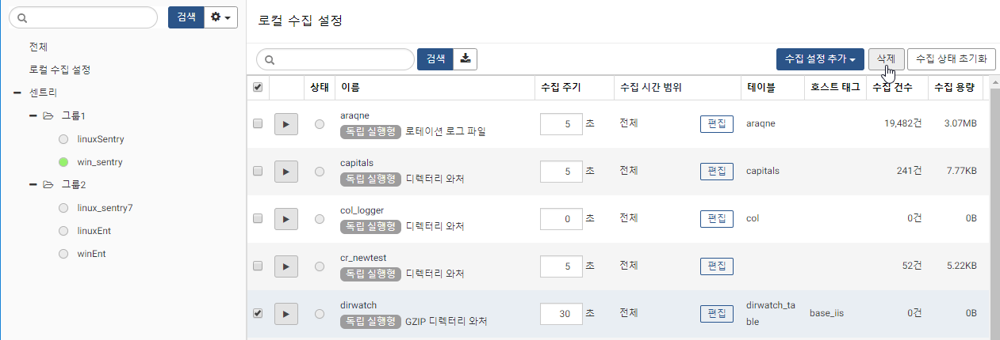 검색
전체
로컬 수집 설정
센트리
그룹1
linuxSentry
win_sentry
그룹2
linux_sentry7
linuxEnt
winEnt
로컬 수집 설정
검색 수집 설정 추가 삭제 수집 상태 초기화
상태 이름 수집 주기 수집 시간 범위 테이블 호스트 태그 수집 건수 수집 용량
araqne
독립 실행형 로테이션 로그 파일 5 초 전체 편집 araqne 19,482건 3.07MB
capitals
독립 실행형 디렉터리 와처 5 초 전체 편집 capitals 241건 7.77KB
col_logger
독립 실행형 디렉터리 와처 0 초 전체 편집 col 0건 0B
cr_newtest
독립 실행형 디렉터리 와처 5 초 전체 편집 52건 5.22KB
dirwatch
독립 실행형 GZIP 디렉터리 와처 30 초 전체 편집 dirwatch_ta
ble base_iis 0건 0B